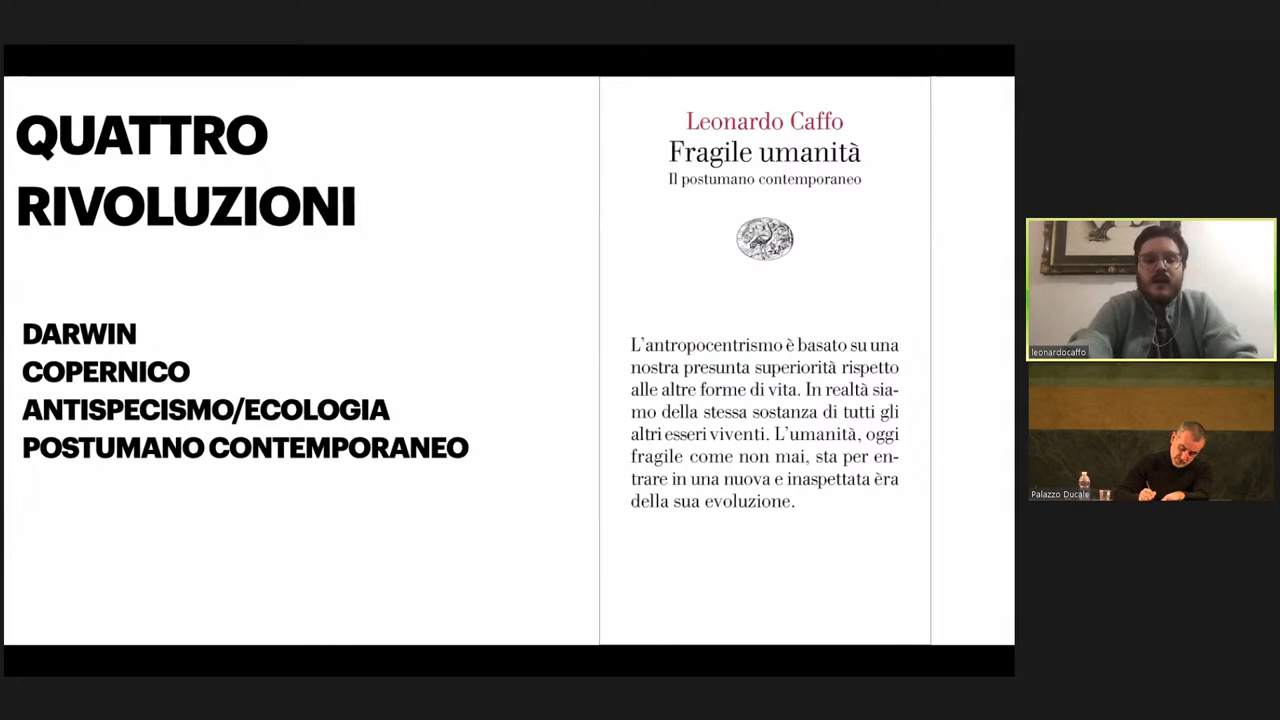 QUATTRO
RIVOLUZIONI
DARWIN
COPERNICO
ANTISPECISMO/ECOLOGIA
POSTUMANO CONTEMPORANEO
Leonardo Caffo
Fragile umanità
Il postumano contemporaneo
L'antropocentrismo è basato su una
nostra presunta superiorità rispetto
alle altre forme di vita. In realtà sia-
mo della stessa sostanza di tutti gli
altri esseri viventi. L'umanità, oggi
fragile come non mai, sta per en-
trare in una nuova e inaspettata èra
della sua evoluzione.
leonardocaffo
Palazzo Ducale